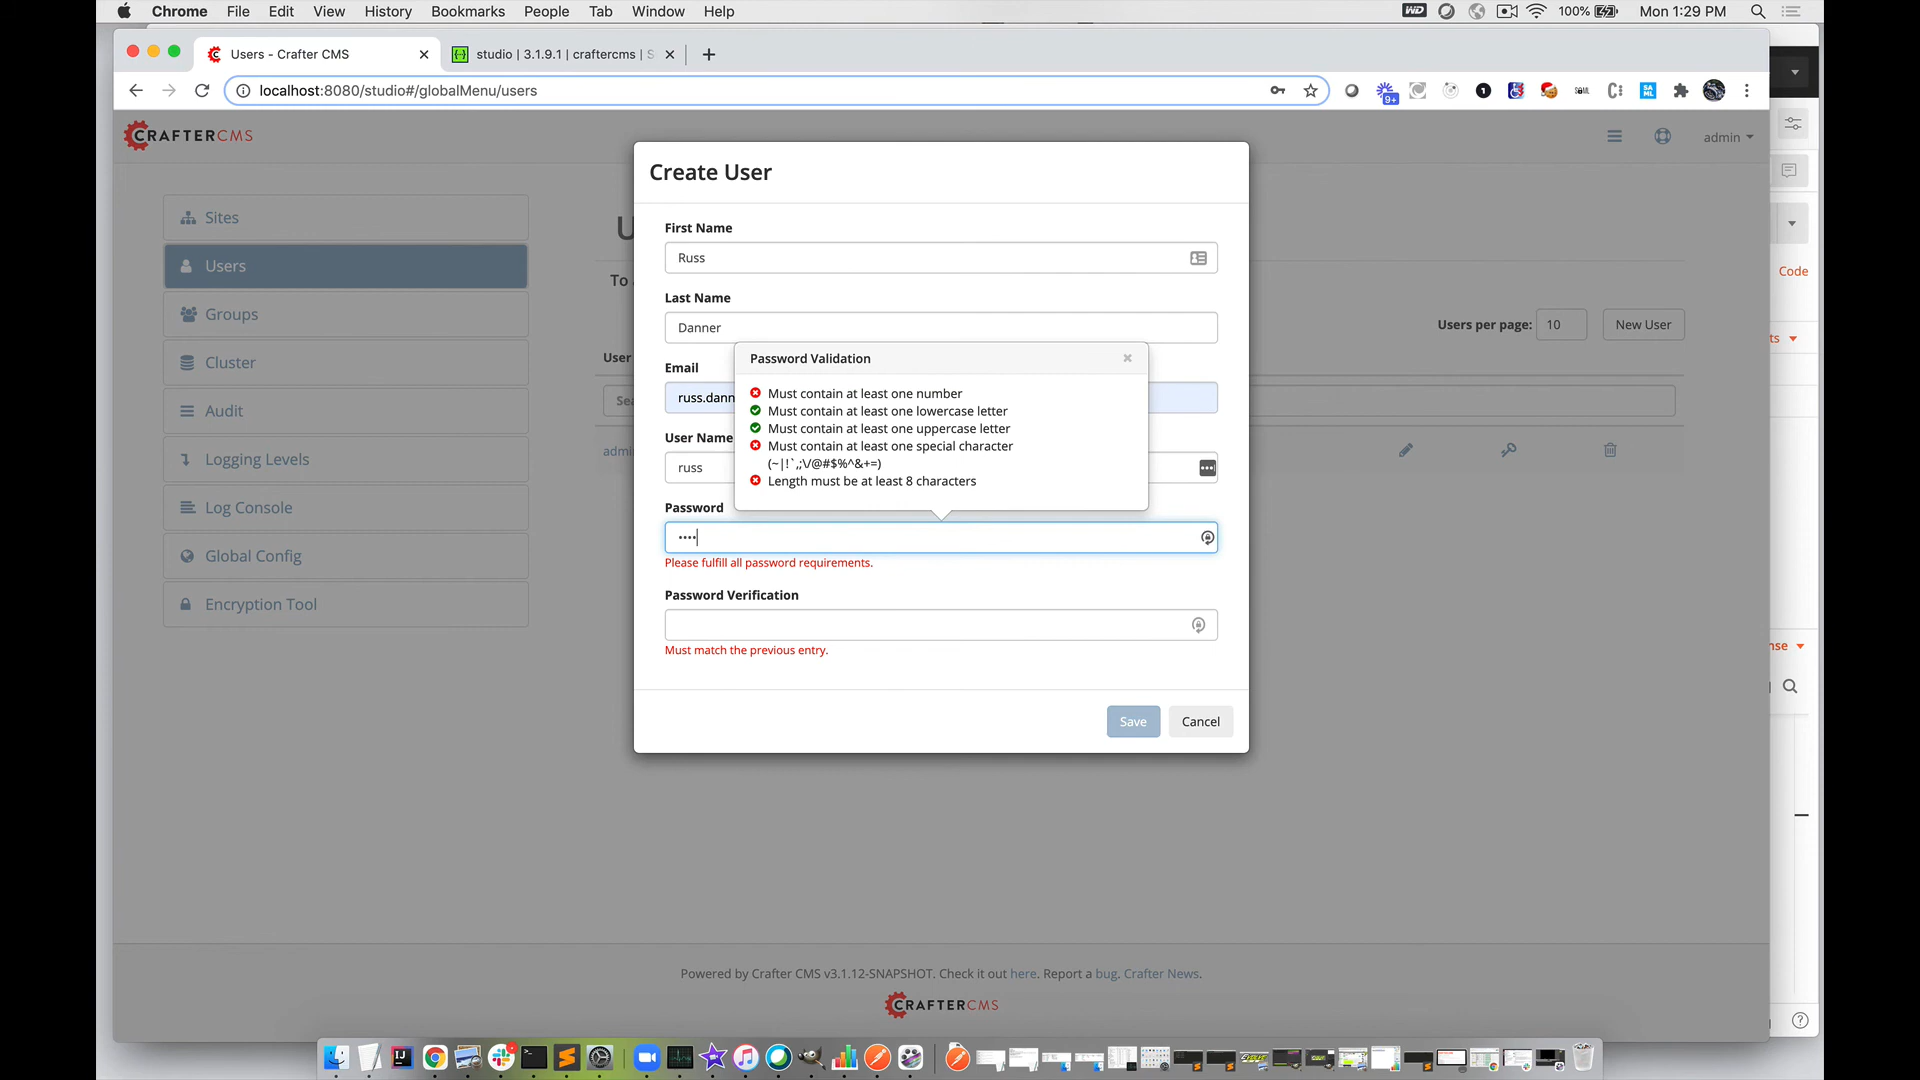 Chrome File Edit View History Bookmarks People Tab Window Help
WD 100% Mon 1:29 PM
Users - Crafter CMS
studio | 3.1.9.1 | craftercms | S
localhost:8080/studio#/globalMenu/users
9+
CRAFTERCMS
admin
Sites
Users
Groups
Cluster
Audit
Logging Levels
Log Console
Global Config
Encryption Tool
U
To
Users per page: 10 New User
User
Sea
admi
Create User
First Name
Russ
Last Name
Danner
Email
russ.dann
User Name
russ
Password Validation
Must contain at least one number
Must contain at least one lowercase letter
Must contain at least one uppercase letter
Must contain at least one special character
(~|!`,;\/@#$%^&+=)
Length must be at least 8 characters
Password
••••
Please fulfill all password requirements.
Password Verification
Must match the previous entry.
Save Cancel
Code
ts
nse
Powered by Crafter CMS v3.1.12-SNAPSHOT. Check it out here. Report a bug. Crafter News.
CRAFTERCMS